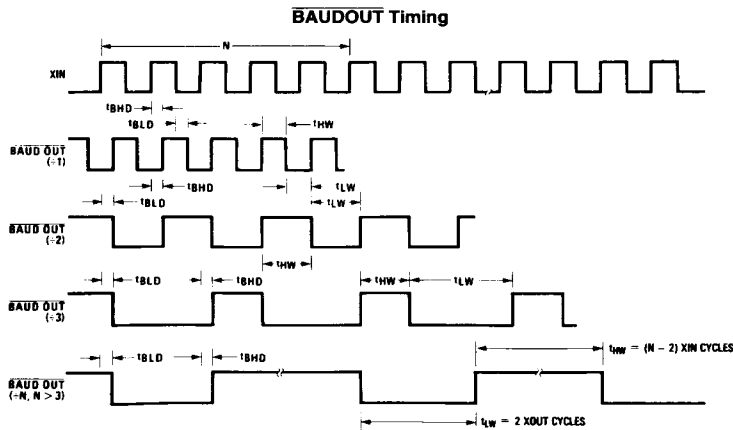 BAUDOUT Timing
N
XIN
tBHD
tBLD
tHW
BAUD OUT
(÷1)
tBHD
tLW
tBLD
tLW
BAUD OUT
(÷2)
tHW
tBLD
tBHD
tHW
tLW
BAUD OUT
(÷3)
tHW = (N − 2) XIN CYCLES
tBLD
tBHD
BAUD OUT
(÷N, N > 3)
tLW = 2 XOUT CYCLES